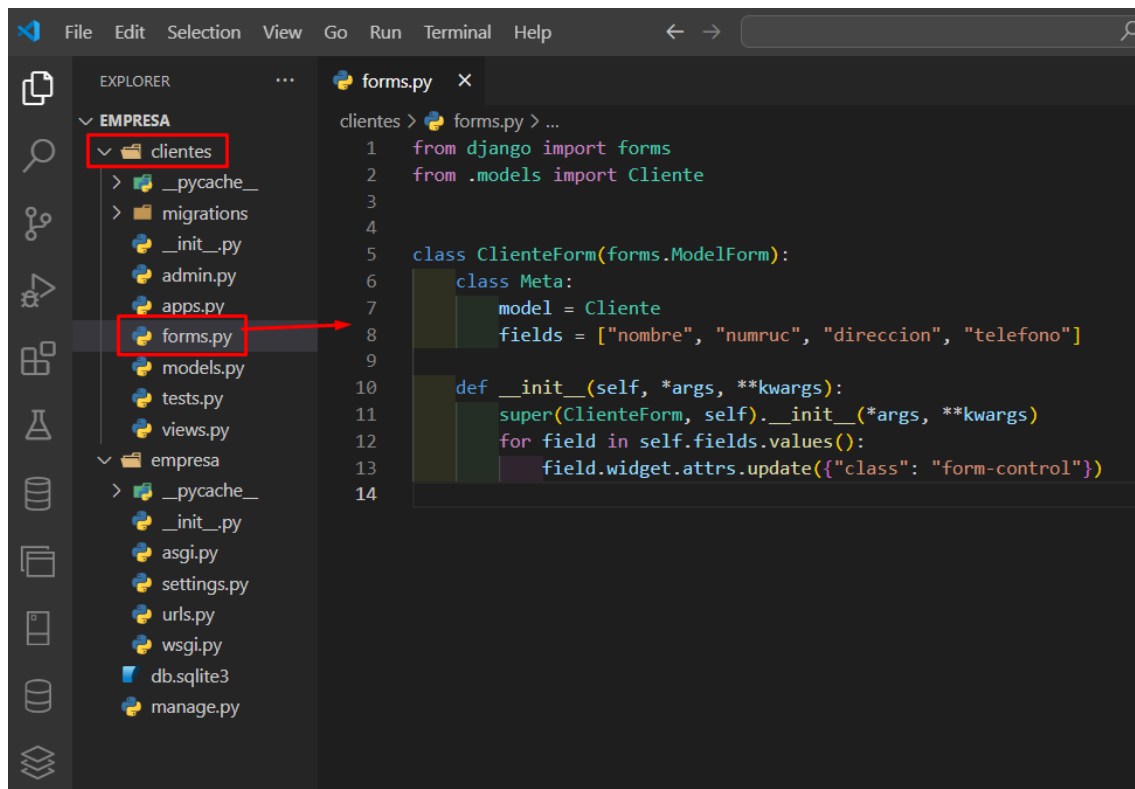 File Edit Selection View Go Run Terminal Help
EXPLORER
EMPRESA
clientes
__pycache__
migrations
__init__.py
admin.py
apps.py
forms.py
models.py
tests.py
views.py
empresa
__pycache__
__init__.py
asgi.py
settings.py
urls.py
wsgi.py
db.sqlite3
manage.py
forms.py
clientes > forms.py > ...
1 from django import forms
2 from .models import Cliente
3
4
5 class ClienteForm(forms.ModelForm):
6     class Meta:
7         model = Cliente
8         fields = ["nombre", "numruc", "direccion", "telefono"]
9
10     def __init__(self, *args, **kwargs):
11         super(ClienteForm, self).__init__(*args, **kwargs)
12         for field in self.fields.values():
13             field.widget.attrs.update({"class": "form-control"})
14